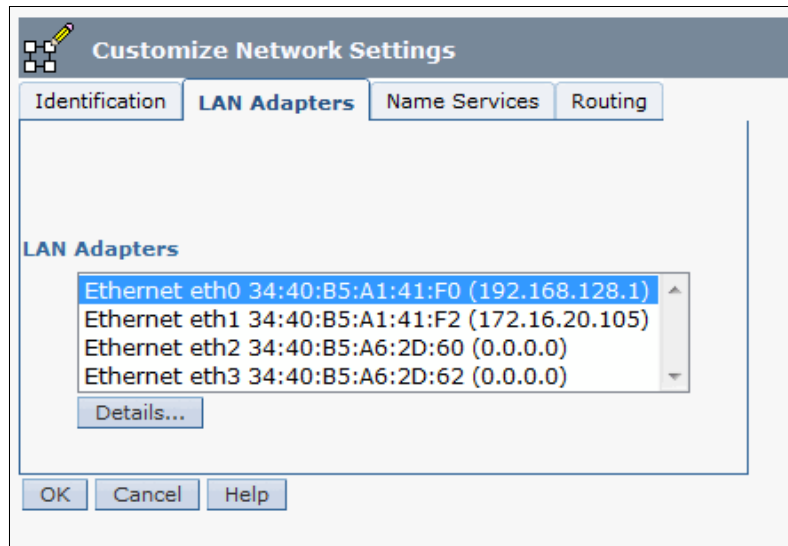 Customize Network Settings
Identification LAN Adapters Name Services Routing
LAN Adapters
Ethernet eth0 34:40:B5:A1:41:F0 (192.168.128.1)
Ethernet eth1 34:40:B5:A1:41:F2 (172.16.20.105)
Ethernet eth2 34:40:B5:A6:2D:60 (0.0.0.0)
Ethernet eth3 34:40:B5:A6:2D:62 (0.0.0.0)
Details...
OK Cancel Help